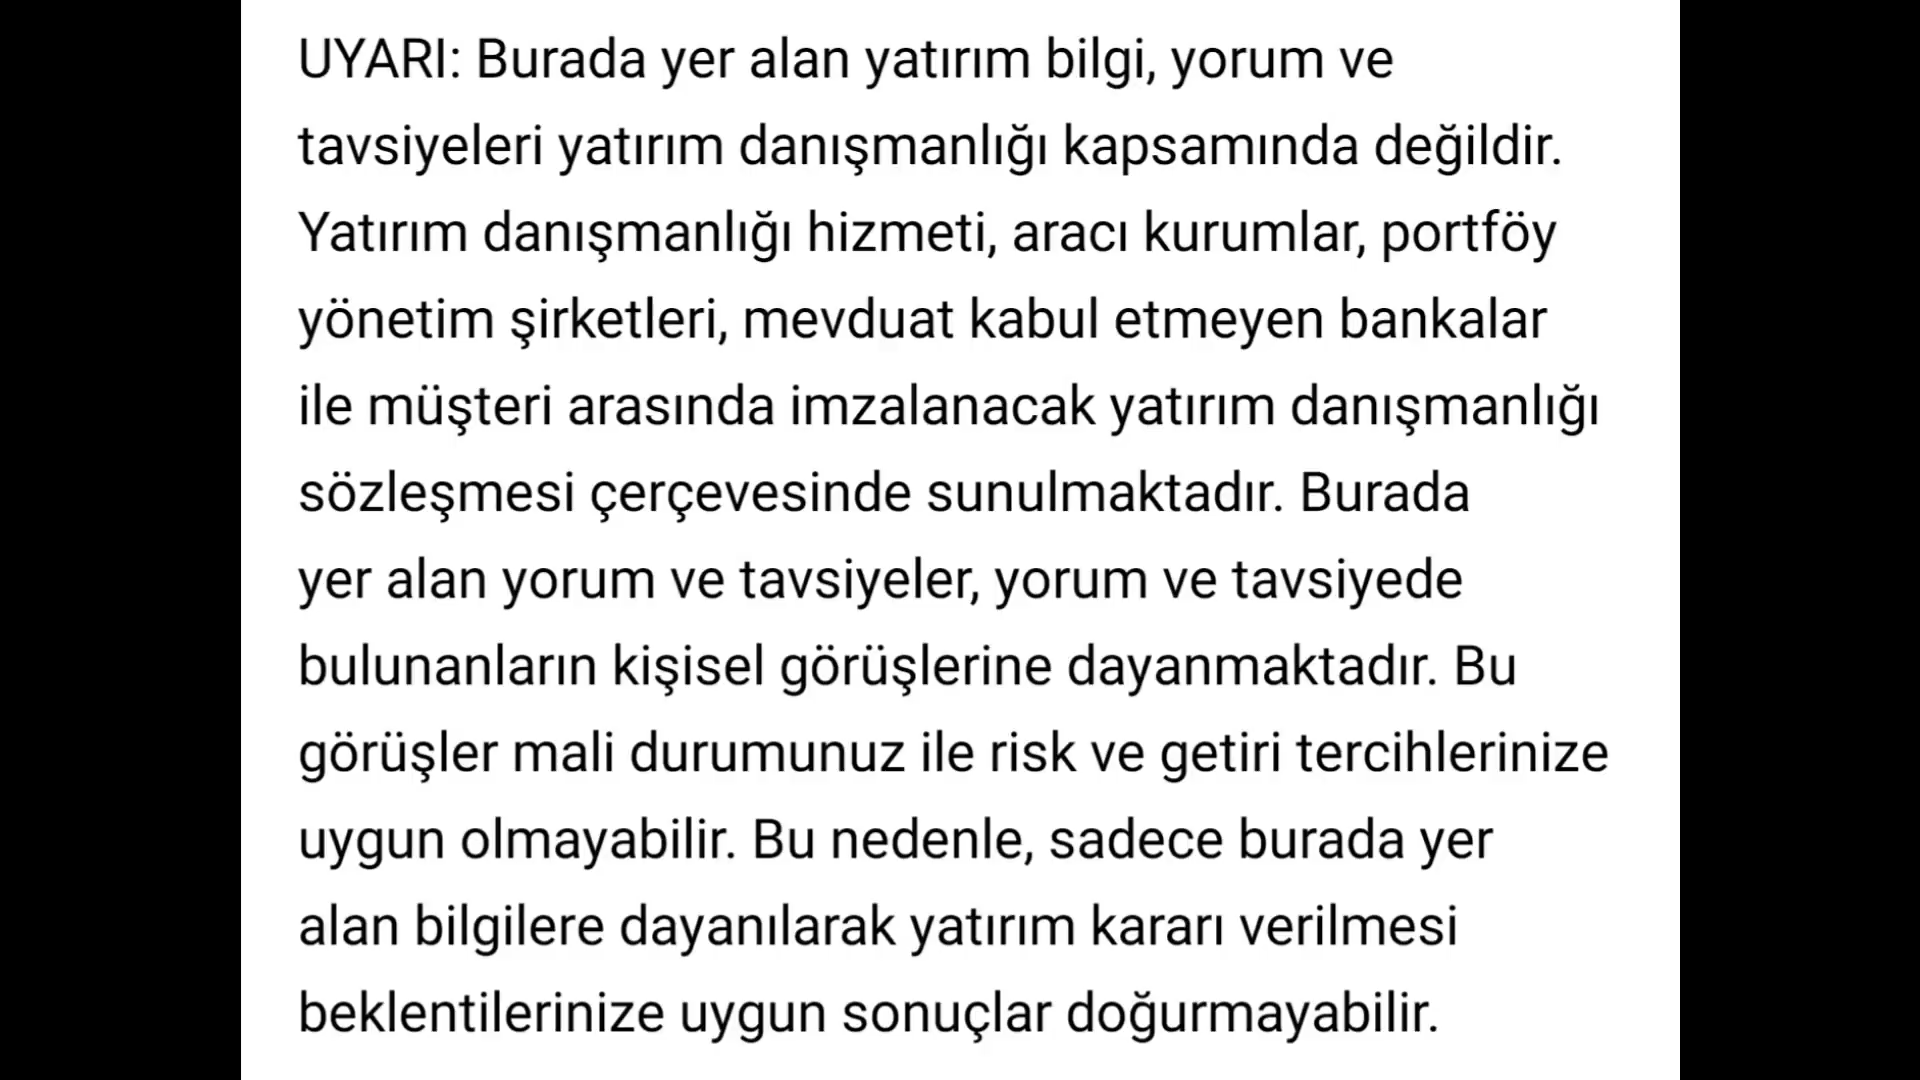 UYARI: Burada yer alan yatırım bilgi, yorum ve
tavsiyeleri yatırım danışmanlığı kapsamında değildir.
Yatırım danışmanlığı hizmeti, aracı kurumlar, portföy
yönetim şirketleri, mevduat kabul etmeyen bankalar
ile müşteri arasında imzalanacak yatırım danışmanlığı
sözleşmesi çerçevesinde sunulmaktadır. Burada
yer alan yorum ve tavsiyeler, yorum ve tavsiyede
bulunanların kişisel görüşlerine dayanmaktadır. Bu
görüşler mali durumunuz ile risk ve getiri tercihlerinize
uygun olmayabilir. Bu nedenle, sadece burada yer
alan bilgilere dayanılarak yatırım kararı verilmesi
beklentilerinize uygun sonuçlar doğurmayabilir.